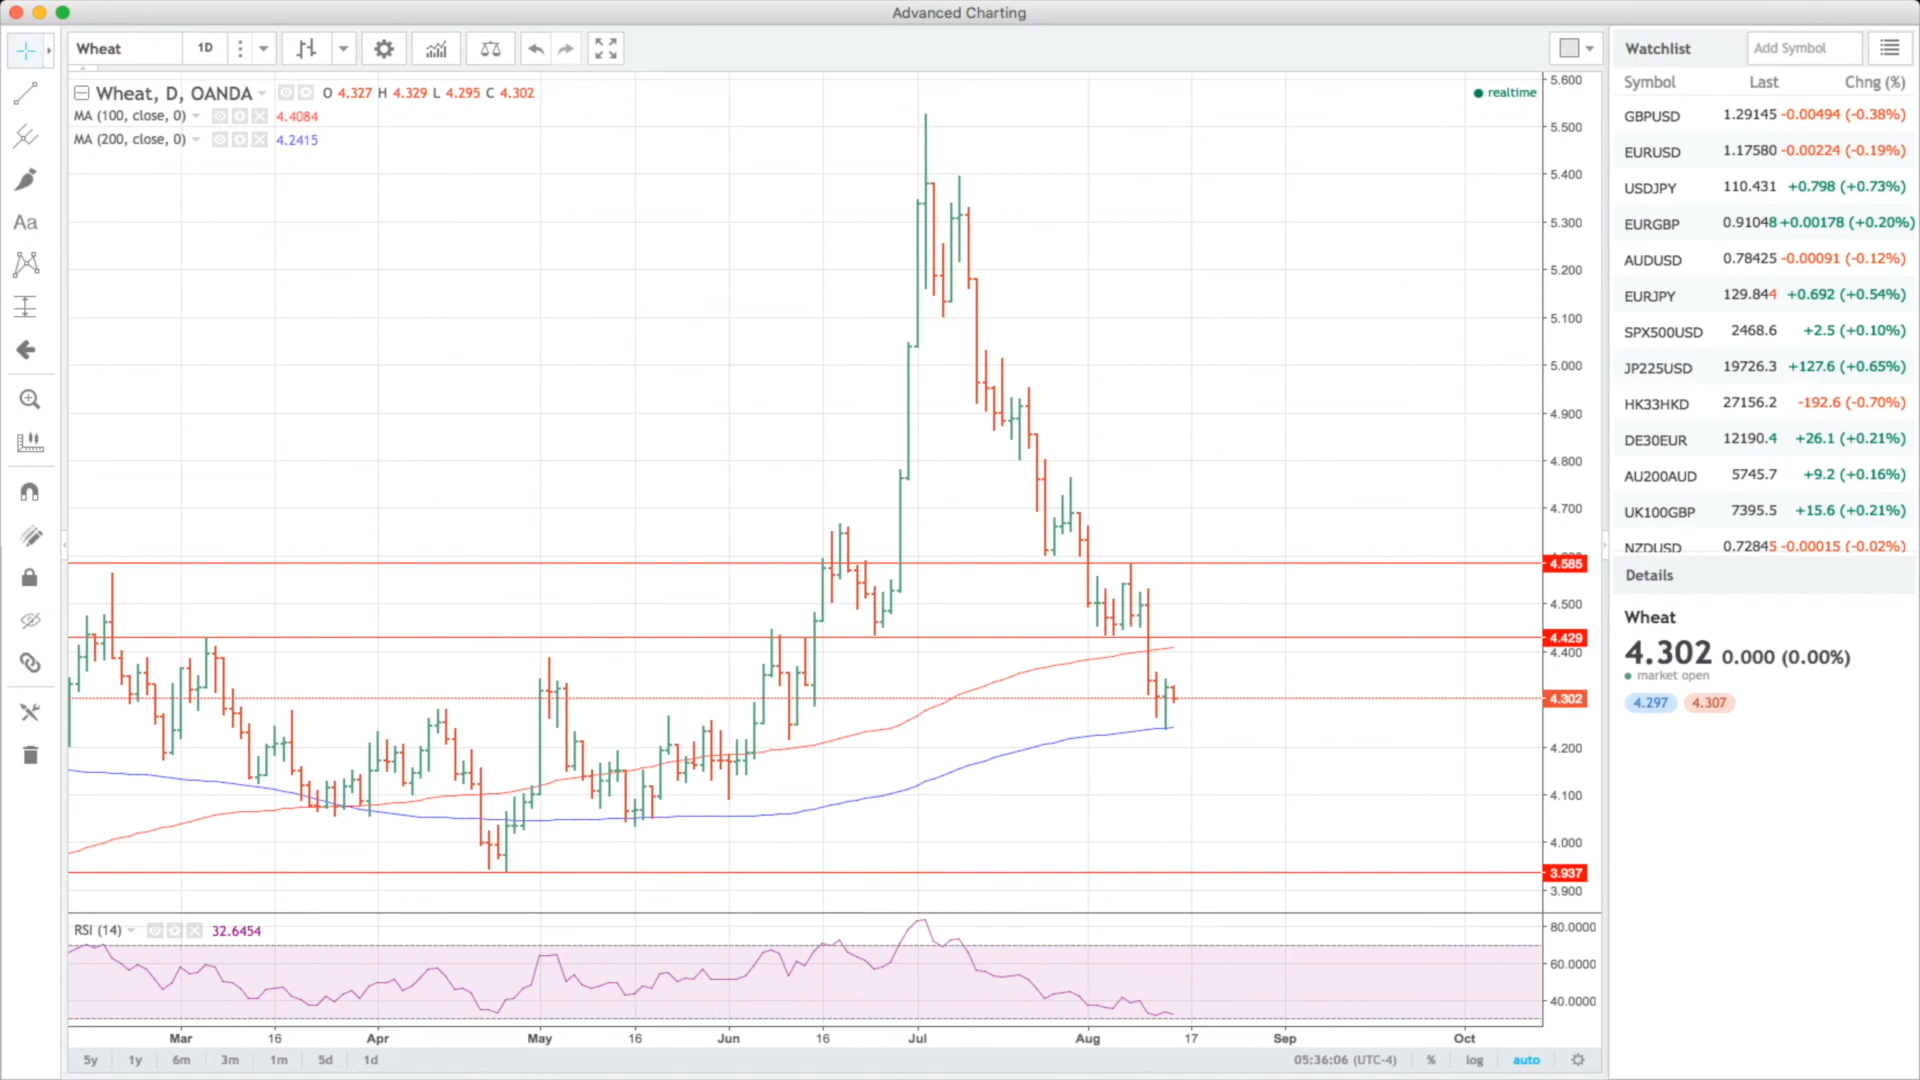 Advanced Charting
Wheat 1D
Wheat, D, OANDA O 4.327 H 4.329 L 4.295 C 4.302
MA (100, close, 0) 4.4084
MA (200, close, 0) 4.2415
realtime
Aa
5.600
5.500
5.400
5.300
5.200
5.100
5.000
4.900
4.800
4.700
4.585
4.500
4.429
4.400
4.302
4.200
4.100
4.000
3.937
3.900
RSI (14) 32.6454
80.0000
60.0000
40.0000
Mar 16 Apr May 16 Jun 16 Jul Aug 17 Sep Oct
5y 1y 6m 3m 1m 5d 1d 05:36:06 (UTC-4) % log auto
Watchlist Add Symbol
Symbol Last Chng (%)
GBPUSD 1.29145 -0.00494 (-0.38%)
EURUSD 1.17580 -0.00224 (-0.19%)
USDJPY 110.431 +0.798 (+0.73%)
EURGBP 0.91048 +0.00178 (+0.20%)
AUDUSD 0.78425 -0.00091 (-0.12%)
EURJPY 129.844 +0.692 (+0.54%)
SPX500USD 2468.6 +2.5 (+0.10%)
JP225USD 19726.3 +127.6 (+0.65%)
HK33HKD 27156.2 -192.6 (-0.70%)
DE30EUR 12190.4 +26.1 (+0.21%)
AU200AUD 5745.7 +9.2 (+0.16%)
UK100GBP 7395.5 +15.6 (+0.21%)
NZDUSD 0.72845 -0.00015 (-0.02%)
Details
Wheat
4.302 0.000 (0.00%)
market open
4.297 4.307